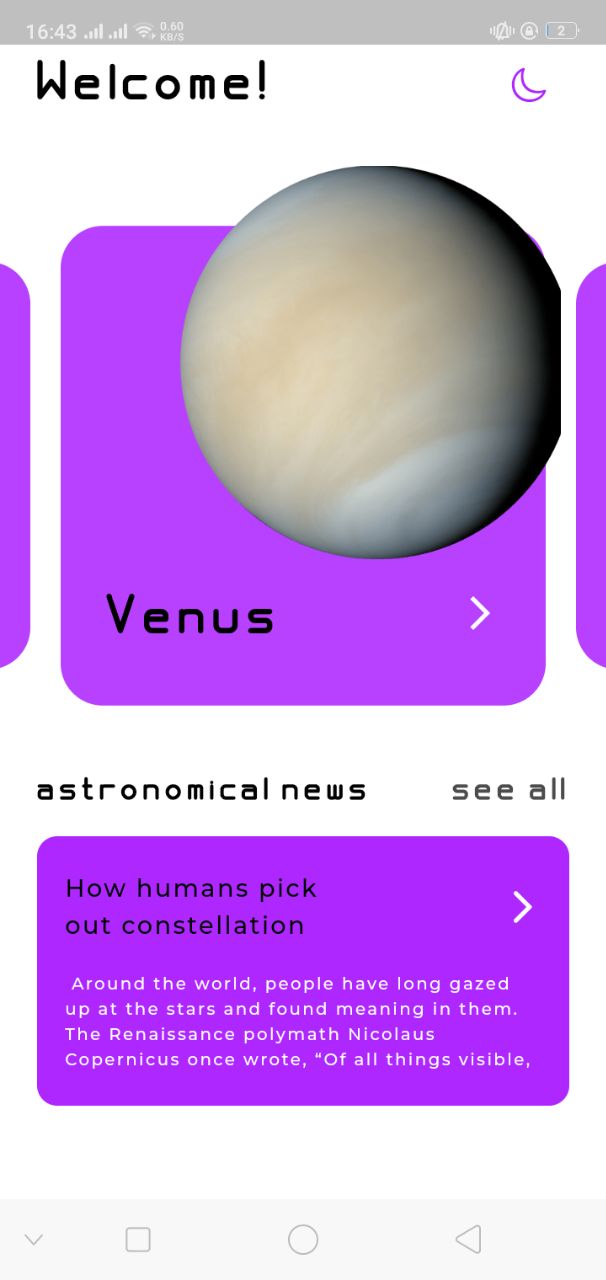 16:43 0.60 KB/S 2
Welcome!
Venus
astronomical news see all
How humans pick
out constellation
Around the world, people have long gazed
up at the stars and found meaning in them.
The Renaissance polymath Nicolaus
Copernicus once wrote, “Of all things visible,